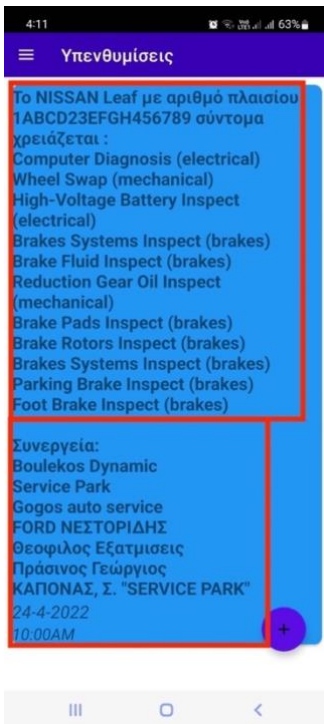 4:11
63%
Υπενθυμίσεις
Το NISSAN Leaf με αριθμό πλαισίου
1ABCD23EFGH456789 σύντομα
χρειάζεται :
Computer Diagnosis (electrical)
Wheel Swap (mechanical)
High-Voltage Battery Inspect
(electrical)
Brakes Systems Inspect (brakes)
Brake Fluid Inspect (brakes)
Reduction Gear Oil Inspect
(mechanical)
Brake Pads Inspect (brakes)
Brake Rotors Inspect (brakes)
Brakes Systems Inspect (brakes)
Parking Brake Inspect (brakes)
Foot Brake Inspect (brakes)
Συνεργεία:
Boulekos Dynamic
Service Park
Gogos auto service
FORD ΝΕΣΤΟΡΙΔΗΣ
Θεοφιλος Εξατμισεις
Πράσινος Γεώργιος
ΚΑΠΟΝΑΣ, Σ. "SERVICE PARK"
24-4-2022
10:00AM
+